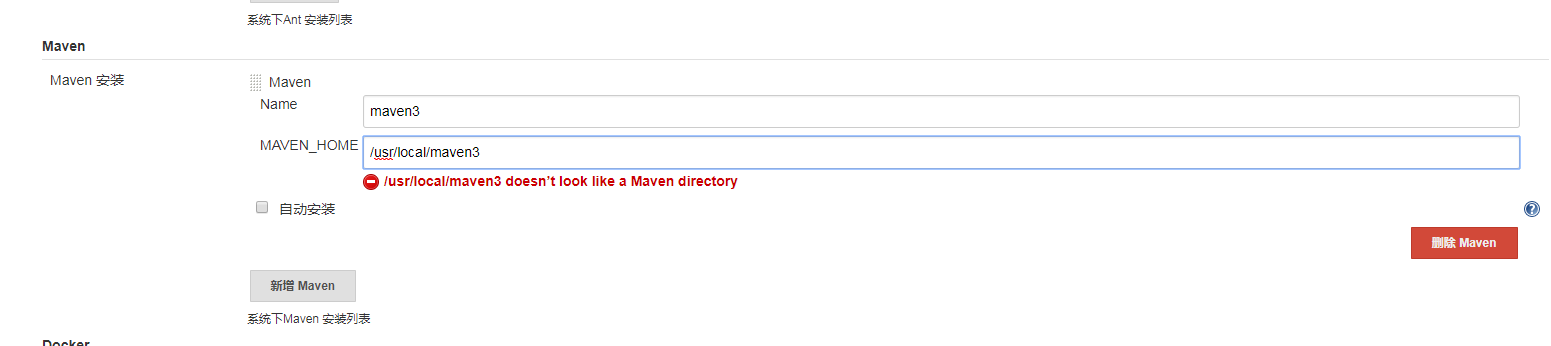 系统下Ant 安装列表
Maven
Maven 安装
Maven
Name
maven3
MAVEN_HOME
/usr/local/maven3
/usr/local/maven3 doesn’t look like a Maven directory
自动安装
删除 Maven
新增 Maven
系统下Maven 安装列表
Docker